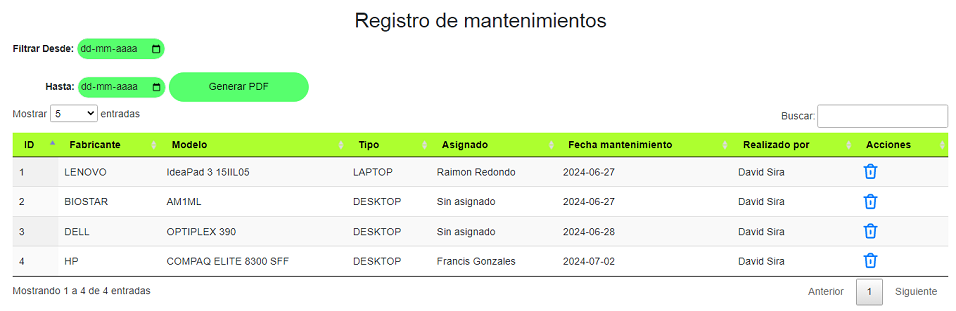 Registro de mantenimientos
Filtrar Desde: dd-mm-aaaa
Hasta: dd-mm-aaaa Generar PDF
Mostrar 5 entradas Buscar:
ID Fabricante Modelo Tipo Asignado Fecha mantenimiento Realizado por Acciones
1 LENOVO IdeaPad 3 15IIL05 LAPTOP Raimon Redondo 2024-06-27 David Sira
2 BIOSTAR AM1ML DESKTOP Sin asignado 2024-06-27 David Sira
3 DELL OPTIPLEX 390 DESKTOP Sin asignado 2024-06-28 David Sira
4 HP COMPAQ ELITE 8300 SFF DESKTOP Francis Gonzales 2024-07-02 David Sira
Mostrando 1 a 4 de 4 entradas Anterior 1 Siguiente